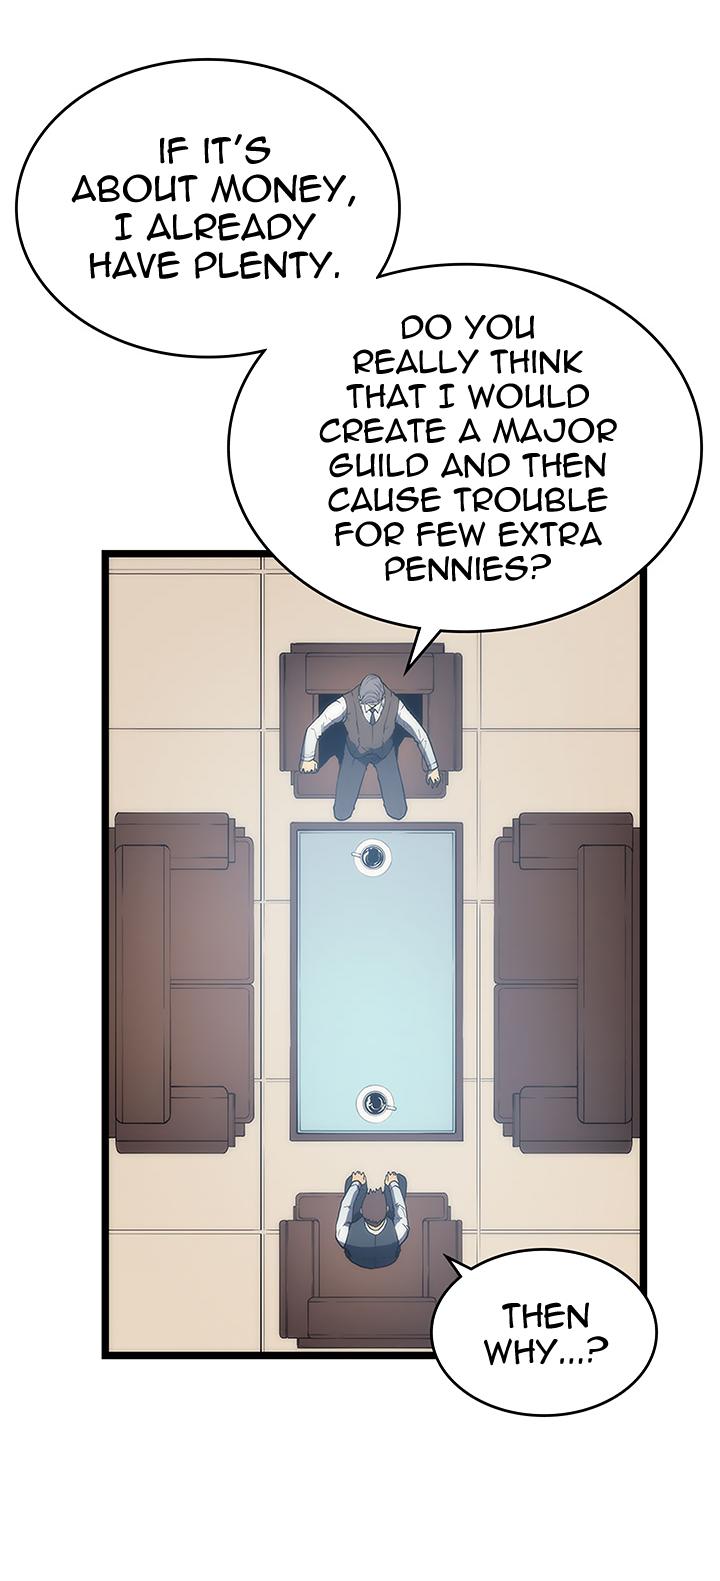 IF IT'S
ABOUT MONEY,
I ALREADY
HAVE PLENTY.
DO YOU
REALLY THINK
THAT I WOULD
CREATE A MAJOR
GUILD AND THEN
CAUSE TROUBLE
FOR FEW EXTRA
PENNIES?
THEN
WHY...?